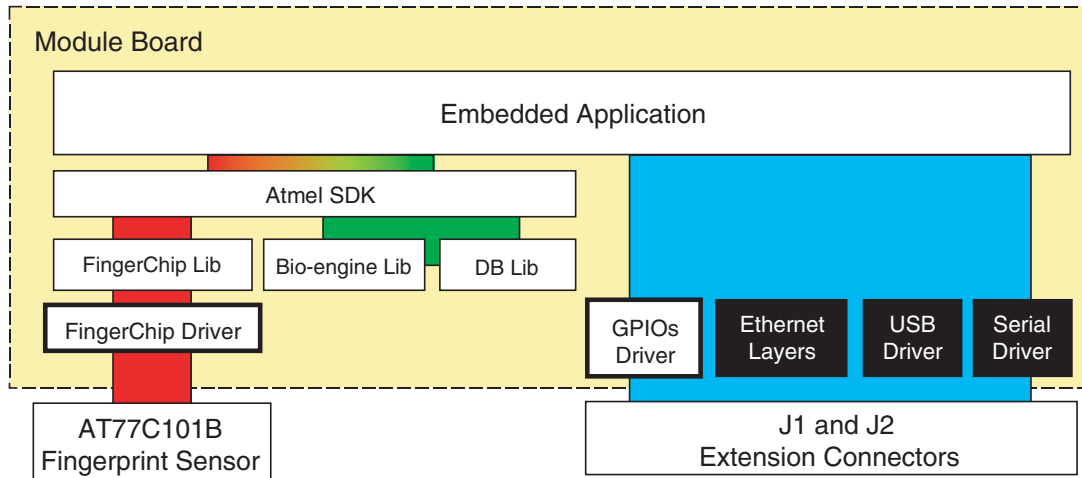 Module Board
Embedded Application
Atmel SDK
FingerChip Lib
Bio-engine Lib
DB Lib
FingerChip Driver
GPIOs
Driver
Ethernet
Layers
USB
Driver
Serial
Driver
AT77C101B
Fingerprint Sensor
J1 and J2
Extension Connectors